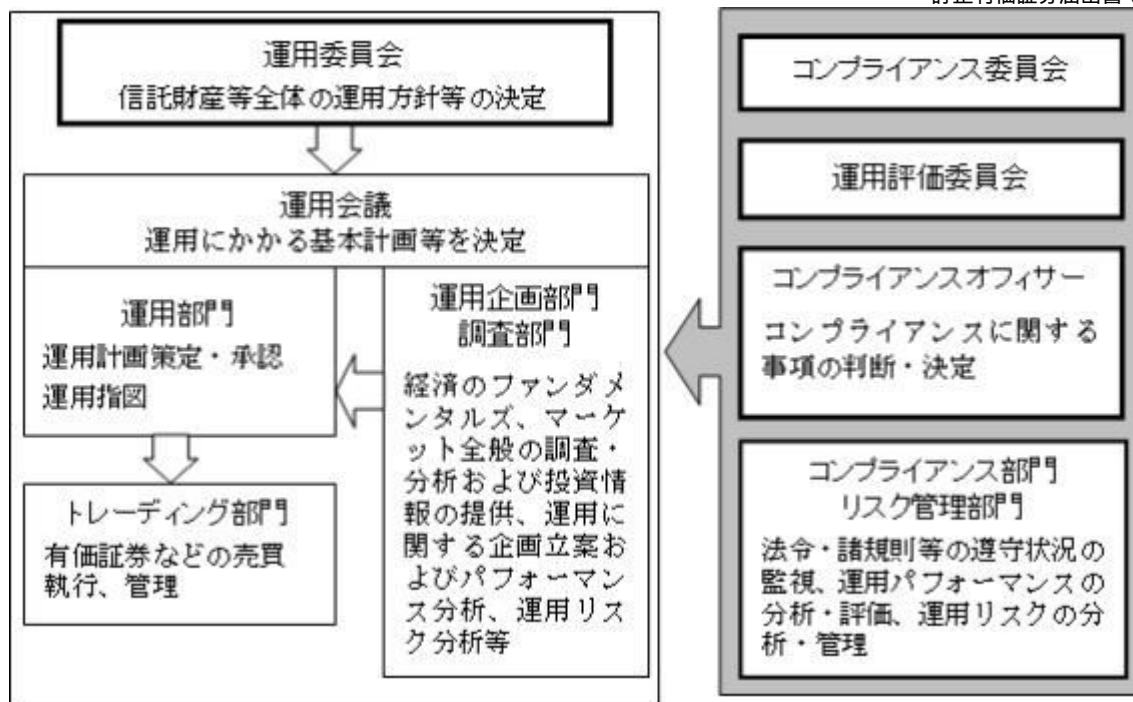 訂正有価証券届出書
運用委員会
信託財産等全体の運用方針等の決定
運用会議
運用にかかる基本計画等を決定
運用部門
運用計画策定・承認
運用指図
トレーディング部門
有価証券などの売買
執行、管理
運用企画部門
調査部門
経済のファンダメ
ンタルズ、マーケ
ット全般の調査・
分析および投資情
報の提供、運用に
関する企画立案お
よびパフォーマン
ス分析、運用リス
ク分析等
コンプライアンス委員会
運用評価委員会
コンプライアンスオフィサー
コンプライアンスに関する
事項の判断・決定
コンプライアンス部門
リスク管理部門
法令・諸規則等の遵守状況の
監視、運用パフォーマンスの
分析・評価、運用リスクの分
析・管理